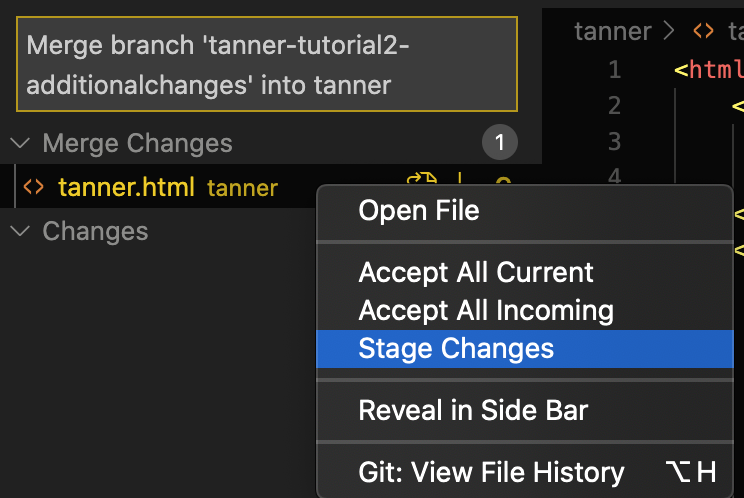 Merge branch 'tanner-tutorial2-
additionalchanges' into tanner
Merge Changes 1
tanner.html tanner
Changes
tanner > <>
1 <html
2 <
3
4
<
<
Open File
Accept All Current
Accept All Incoming
Stage Changes
Reveal in Side Bar
Git: View File History ⌥H